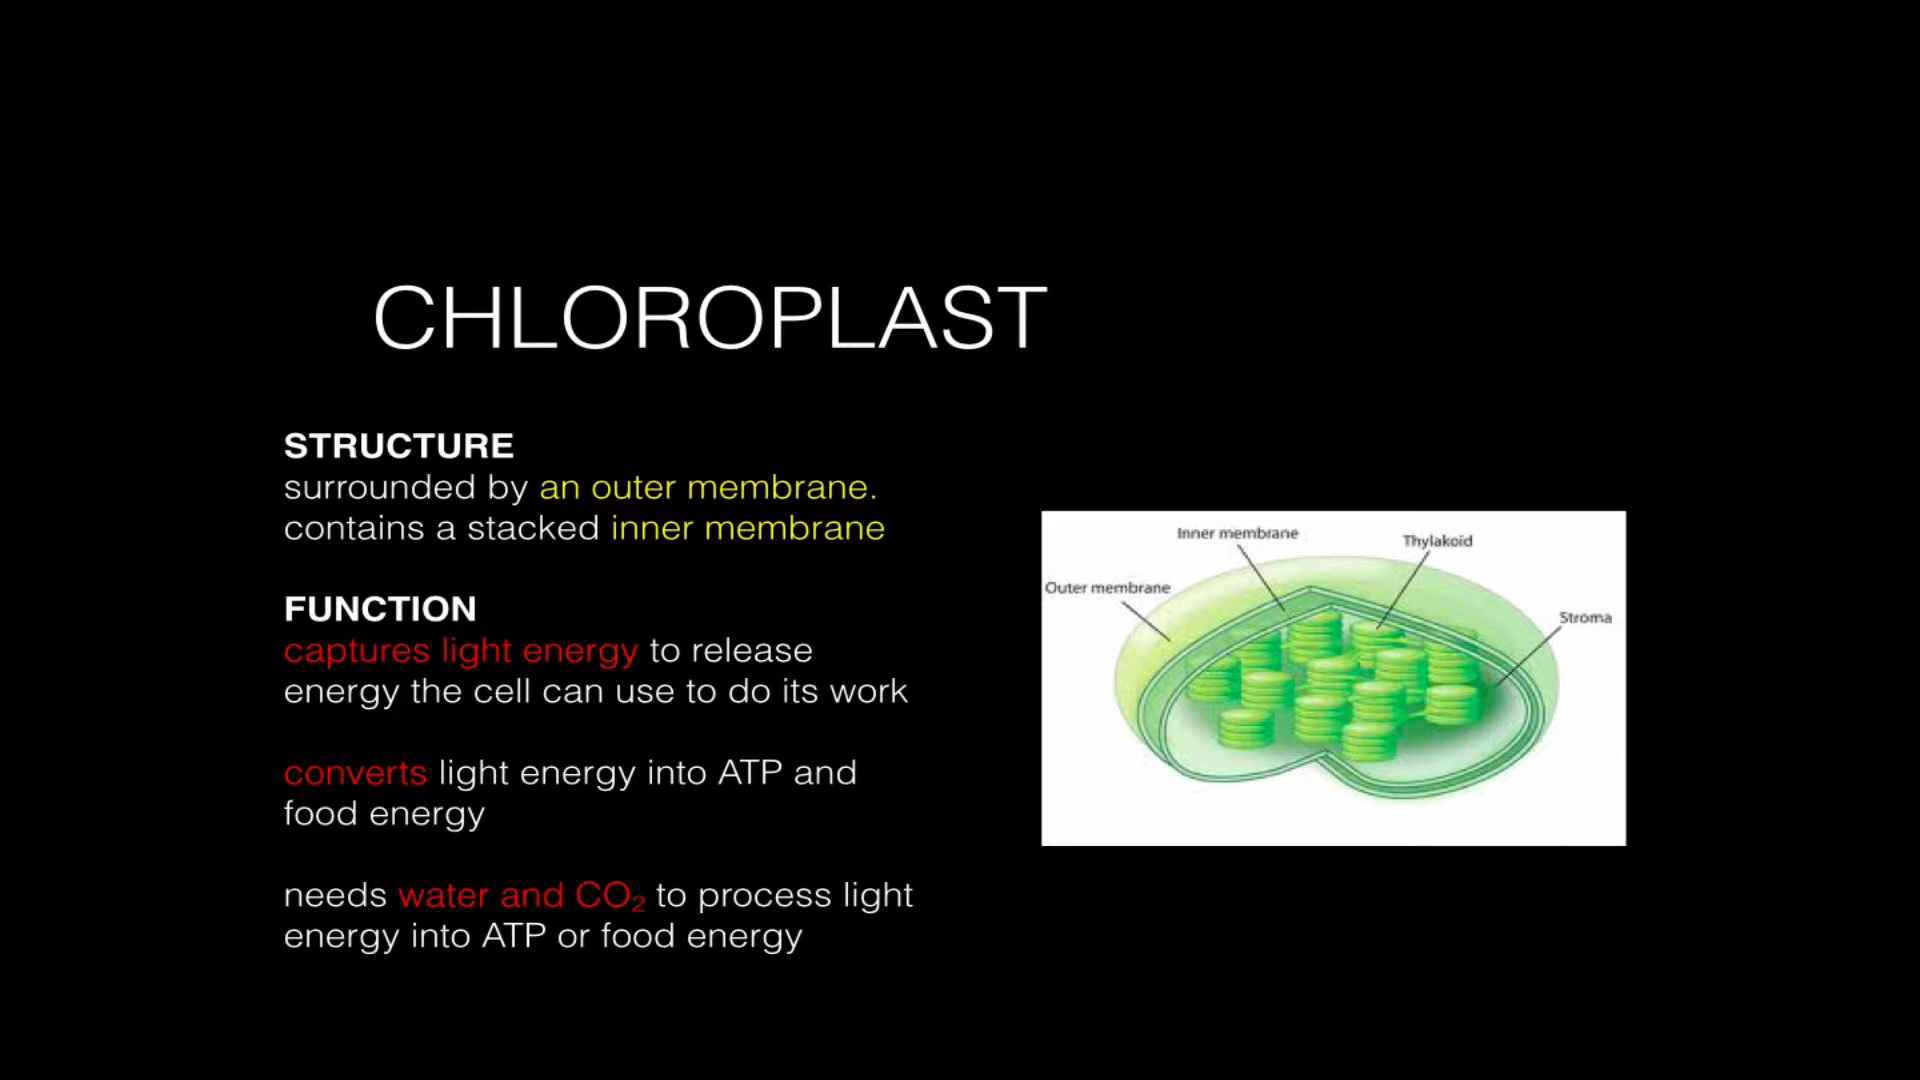 CHLOROPLAST
STRUCTURE
surrounded by an outer membrane.
contains a stacked inner membrane
FUNCTION
captures light energy to release
energy the cell can use to do its work
converts light energy into ATP and
food energy
needs water and CO₂ to process light
energy into ATP or food energy
Inner membrane
Thylakoid
Outer membrane
Stroma